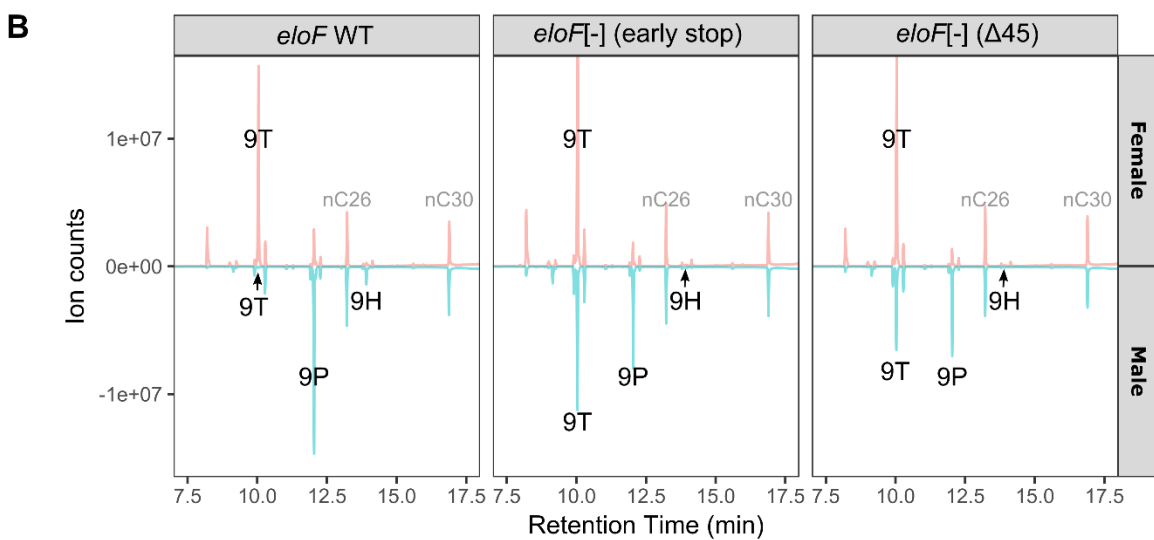 B
eloF WT
eloF[-] (early stop)
eloF[-] (Δ45)
Ion counts
1e+07
0e+00
-1e+07
9T
nC26
nC30
9T
9H
9P
9T
nC26
nC30
9H
9P
9T
9T
nC26
nC30
9H
9T
9P
Female
Male
7.5 10.0 12.5 15.0 17.5
7.5 10.0 12.5 15.0 17.5
7.5 10.0 12.5 15.0 17.5
Retention Time (min)